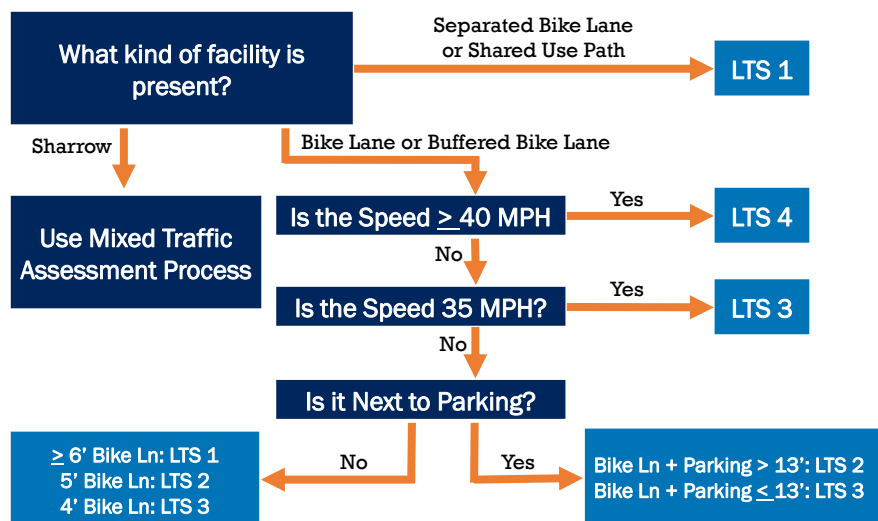 What kind of facility is
present?
Separated Bike Lane
or Shared Use Path
LTS 1
Sharrow
Bike Lane or Buffered Bike Lane
Use Mixed Traffic
Assessment Process
Is the Speed ≥ 40 MPH
Yes
LTS 4
No
Is the Speed 35 MPH?
Yes
LTS 3
No
Is it Next to Parking?
No
Yes
≥ 6’ Bike Ln: LTS 1
5’ Bike Ln: LTS 2
4’ Bike Ln: LTS 3
Bike Ln + Parking > 13’: LTS 2
Bike Ln + Parking ≤ 13’: LTS 3